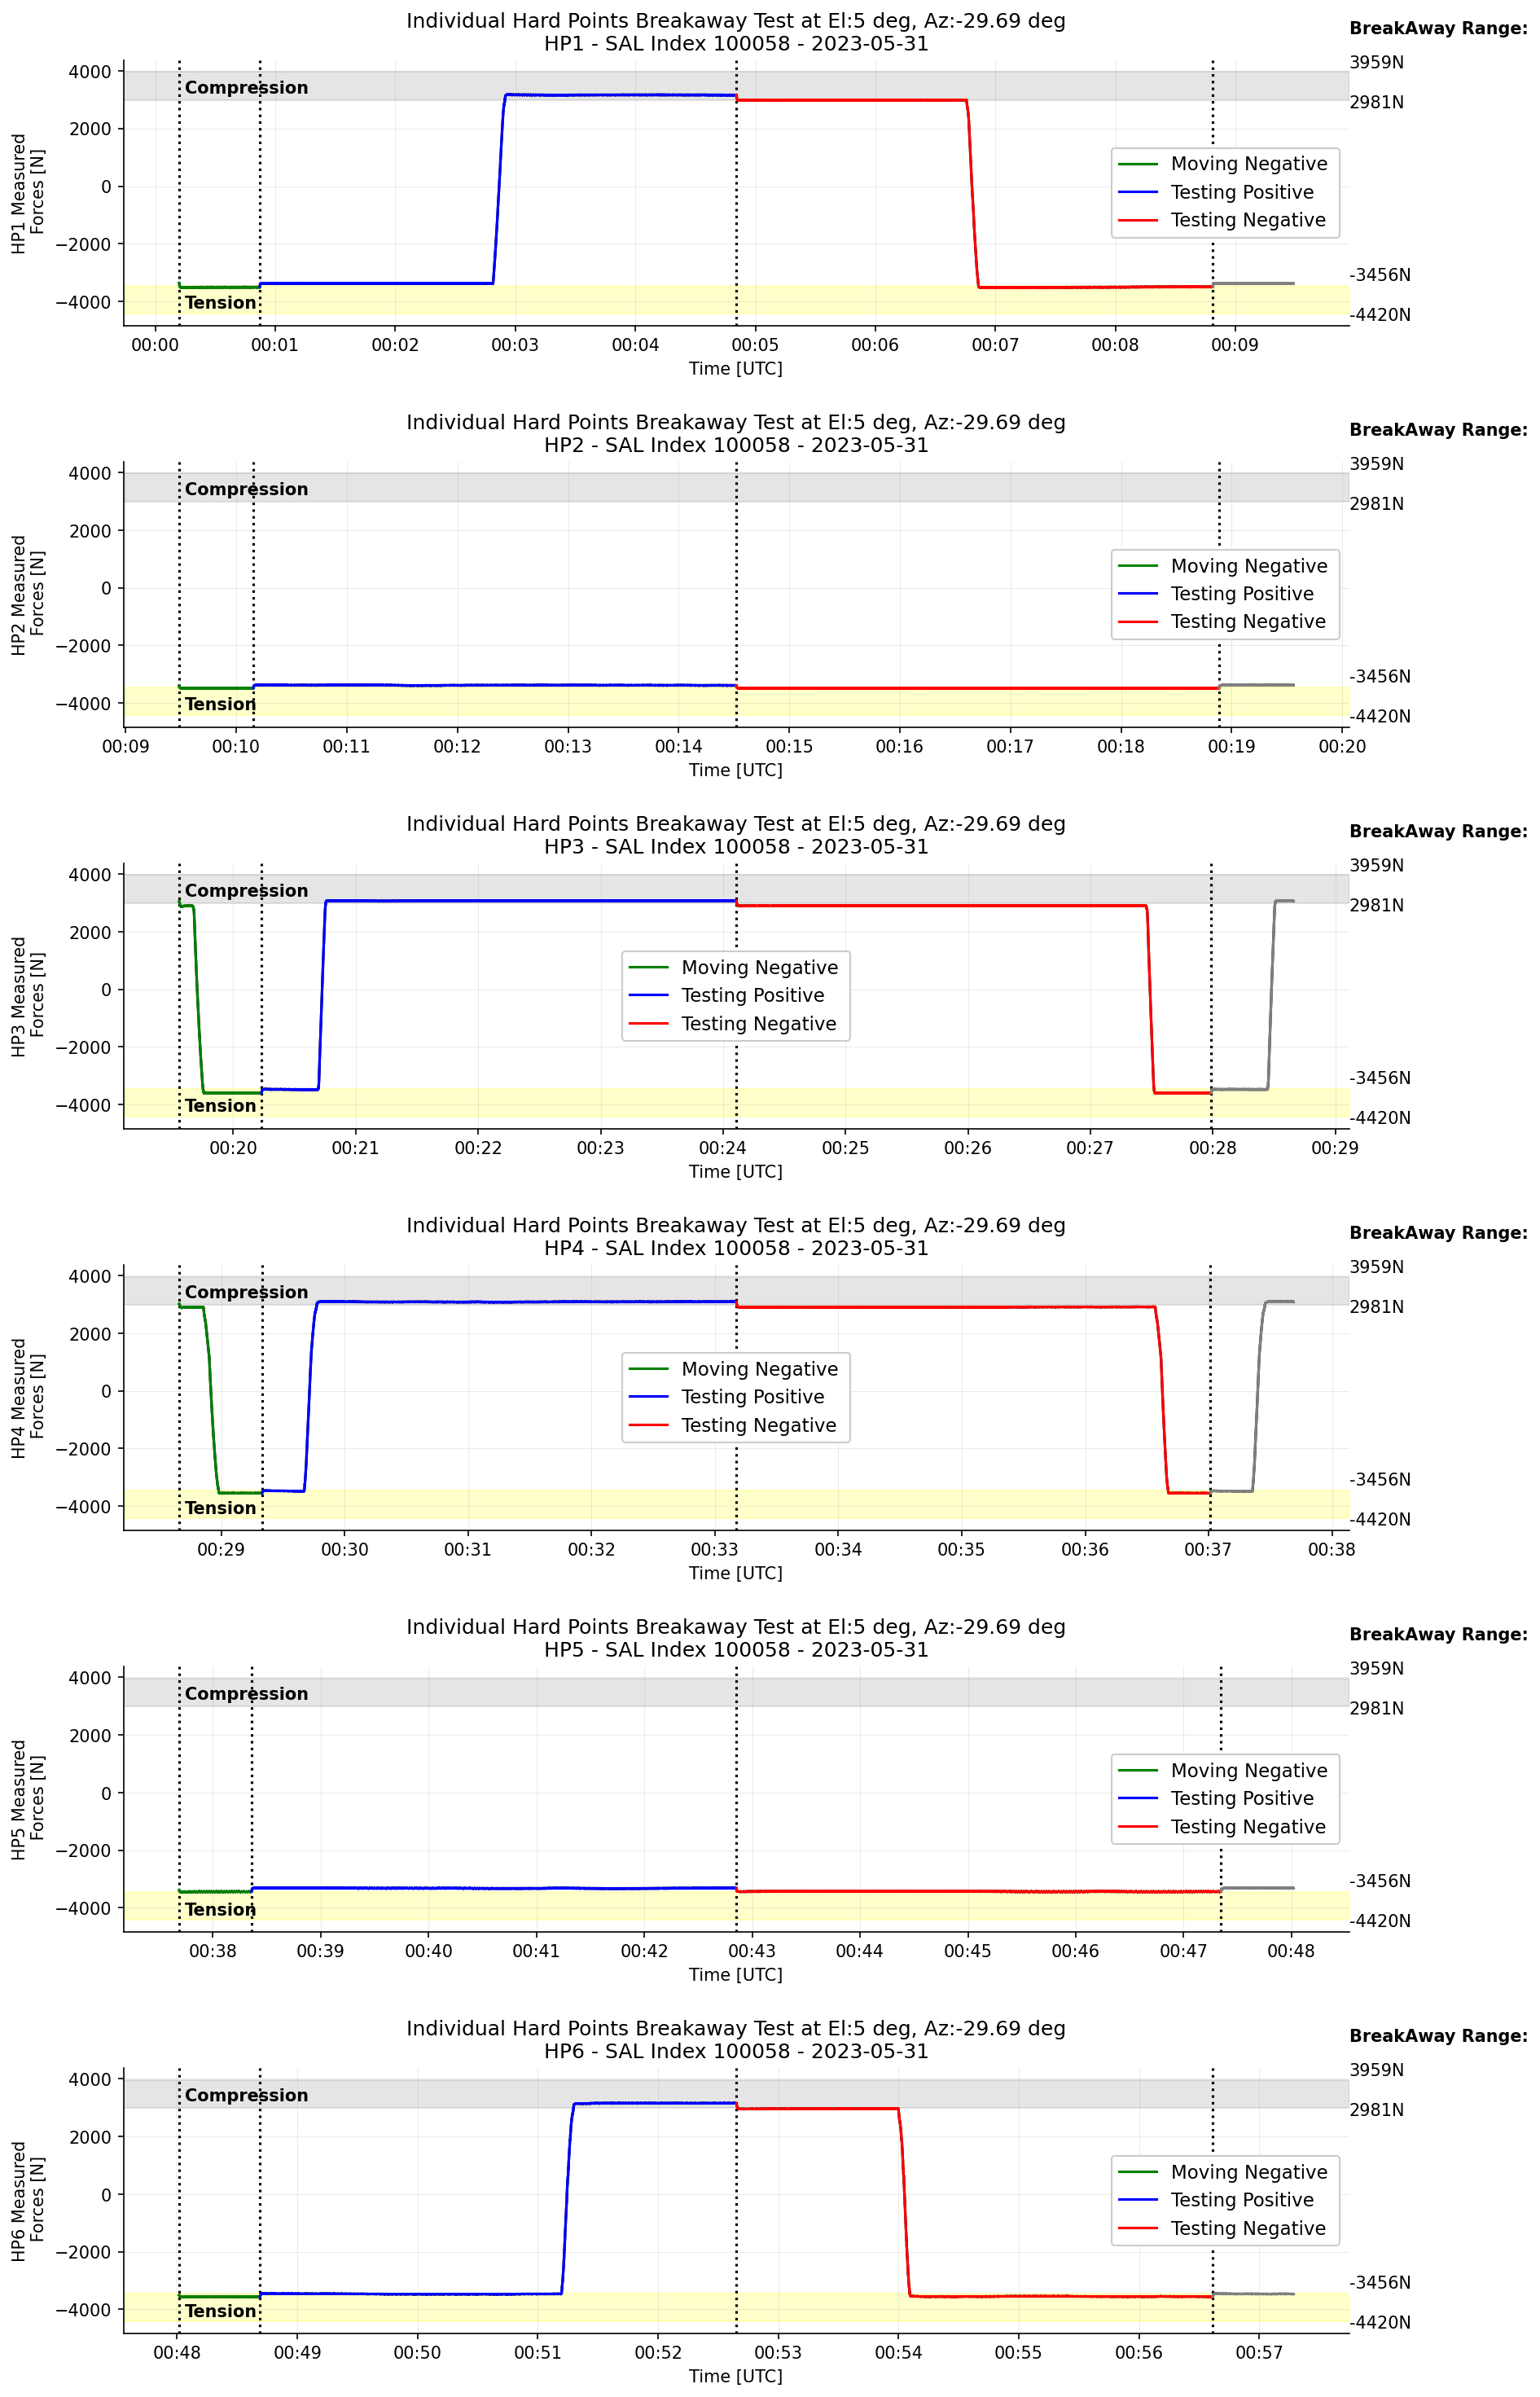 Individual Hard Points Breakaway Test at El:5 deg, Az:-29.69 deg
HP1 - SAL Index 100058 - 2023-05-31
BreakAway Range:
3959N
2981N
-3456N
-4420N
HP1 Measured
Forces [N]
4000
2000
0
−2000
−4000
Compression
Tension
Moving Negative
Testing Positive
Testing Negative
00:00 00:01 00:02 00:03 00:04 00:05 00:06 00:07 00:08 00:09
Time [UTC]
Individual Hard Points Breakaway Test at El:5 deg, Az:-29.69 deg
HP2 - SAL Index 100058 - 2023-05-31
BreakAway Range:
3959N
2981N
-3456N
-4420N
HP2 Measured
Forces [N]
4000
2000
0
−2000
−4000
Compression
Tension
Moving Negative
Testing Positive
Testing Negative
00:09 00:10 00:11 00:12 00:13 00:14 00:15 00:16 00:17 00:18 00:19 00:20
Time [UTC]
Individual Hard Points Breakaway Test at El:5 deg, Az:-29.69 deg
HP3 - SAL Index 100058 - 2023-05-31
BreakAway Range:
3959N
2981N
-3456N
-4420N
HP3 Measured
Forces [N]
4000
2000
0
−2000
−4000
Compression
Tension
Moving Negative
Testing Positive
Testing Negative
00:20 00:21 00:22 00:23 00:24 00:25 00:26 00:27 00:28 00:29
Time [UTC]
Individual Hard Points Breakaway Test at El:5 deg, Az:-29.69 deg
HP4 - SAL Index 100058 - 2023-05-31
BreakAway Range:
3959N
2981N
-3456N
-4420N
HP4 Measured
Forces [N]
4000
2000
0
−2000
−4000
Compression
Tension
Moving Negative
Testing Positive
Testing Negative
00:29 00:30 00:31 00:32 00:33 00:34 00:35 00:36 00:37 00:38
Time [UTC]
Individual Hard Points Breakaway Test at El:5 deg, Az:-29.69 deg
HP5 - SAL Index 100058 - 2023-05-31
BreakAway Range:
3959N
2981N
-3456N
-4420N
HP5 Measured
Forces [N]
4000
2000
0
−2000
−4000
Compression
Tension
Moving Negative
Testing Positive
Testing Negative
00:38 00:39 00:40 00:41 00:42 00:43 00:44 00:45 00:46 00:47 00:48
Time [UTC]
Individual Hard Points Breakaway Test at El:5 deg, Az:-29.69 deg
HP6 - SAL Index 100058 - 2023-05-31
BreakAway Range:
3959N
2981N
-3456N
-4420N
HP6 Measured
Forces [N]
4000
2000
0
−2000
−4000
Compression
Tension
Moving Negative
Testing Positive
Testing Negative
00:48 00:49 00:50 00:51 00:52 00:53 00:54 00:55 00:56 00:57
Time [UTC]